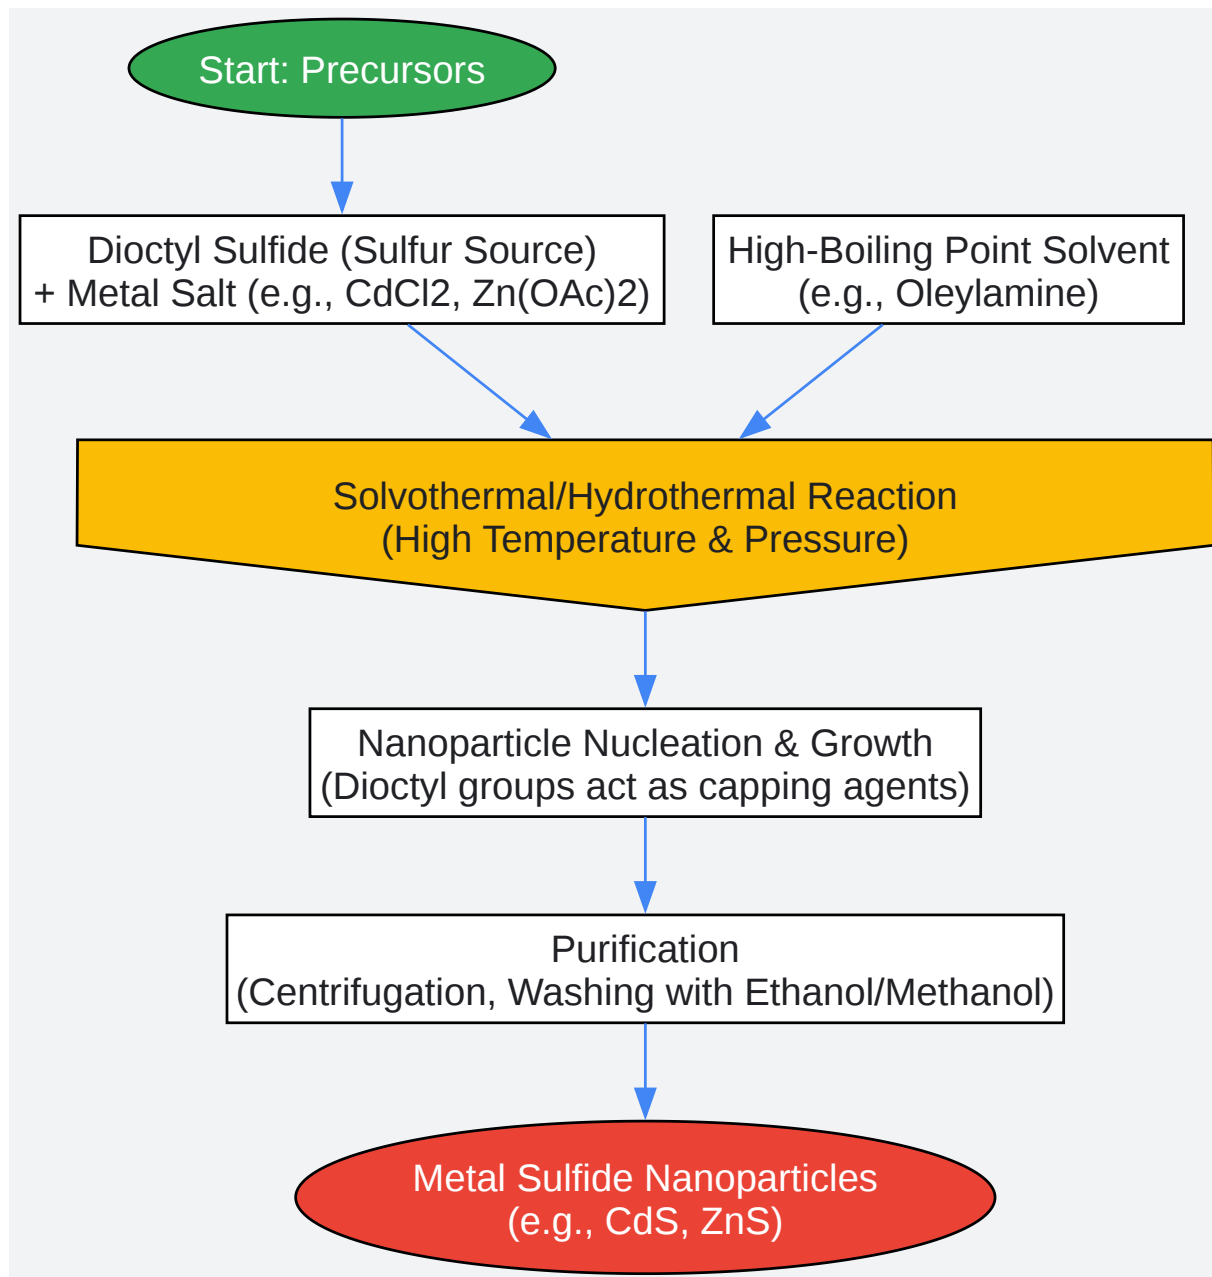 Start: Precursors
Dioctyl Sulfide (Sulfur Source)
+ Metal Salt (e.g., CdCl2, Zn(OAc)2)
High-Boiling Point Solvent
(e.g., Oleylamine)
Solvothermal/Hydrothermal Reaction
(High Temperature & Pressure)
Nanoparticle Nucleation & Growth
(Dioctyl groups act as capping agents)
Purification
(Centrifugation, Washing with Ethanol/Methanol)
Metal Sulfide Nanoparticles
(e.g., CdS, ZnS)